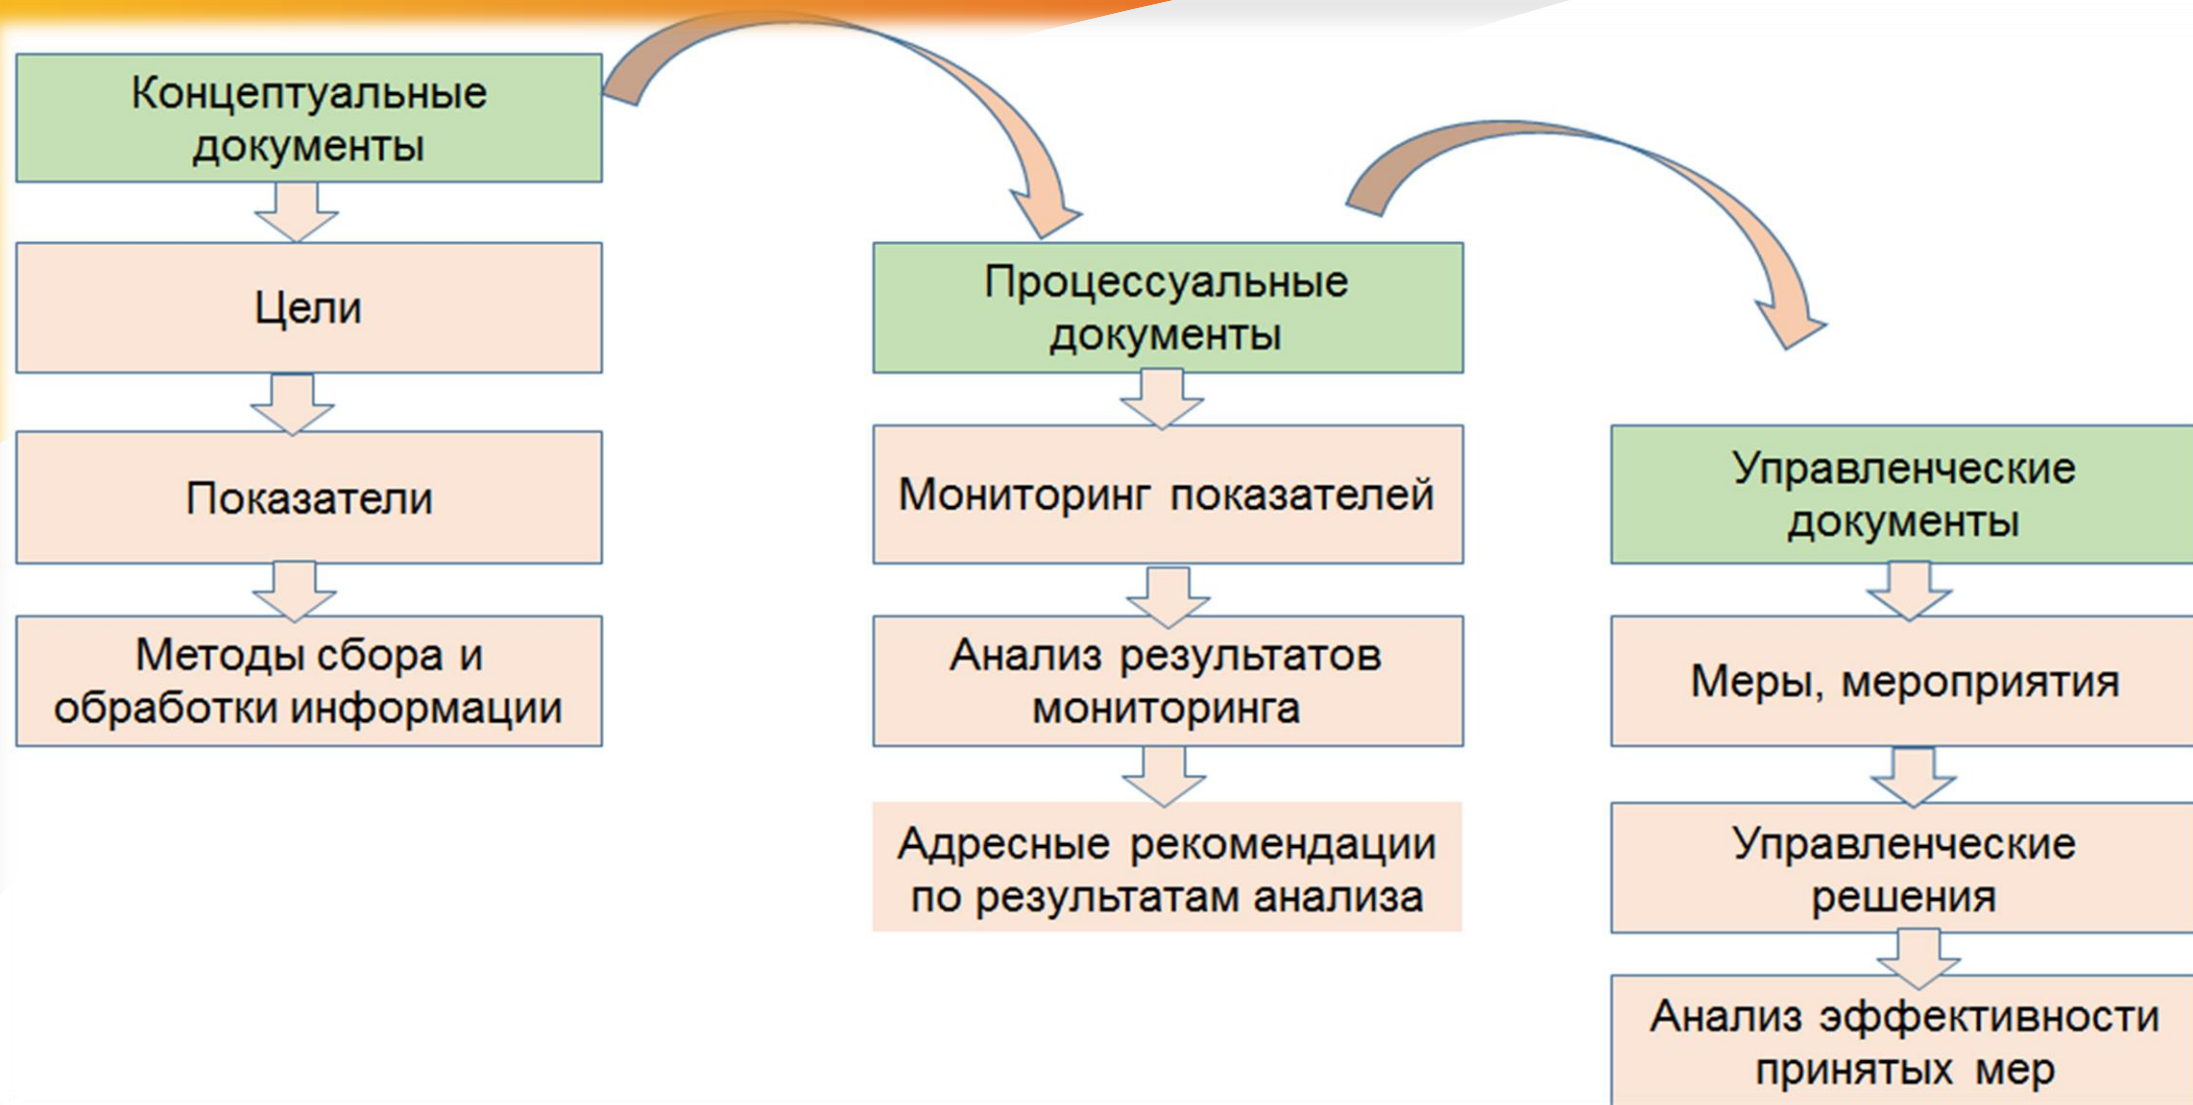 Концептуальные
документы
Цели
Показатели
Методы сбора и
обработки информации
Процессуальные
документы
Мониторинг показателей
Анализ результатов
мониторинга
Адресные рекомендации
по результатам анализа
Управленческие
документы
Меры, мероприятия
Управленческие
решения
Анализ эффективности
принятых мер